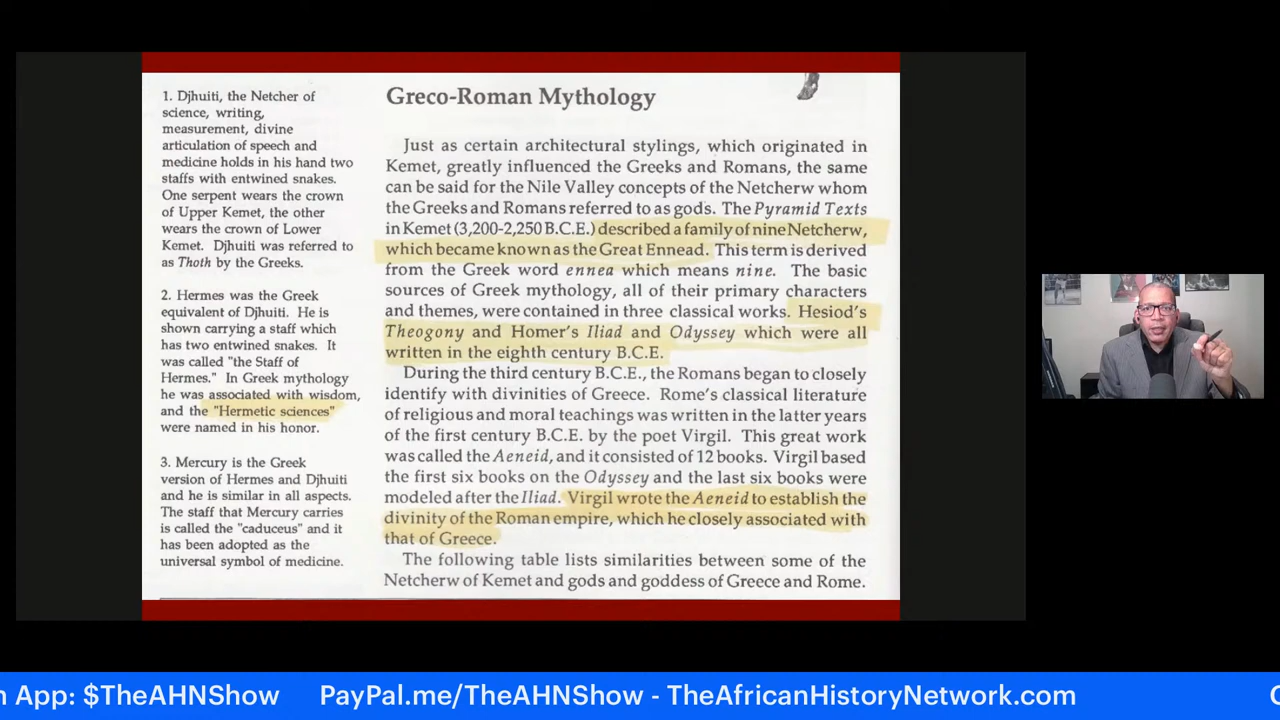 1. Djhuiti, the Netcher of
science, writing,
measurement, divine
articulation of speech and
medicine holds in his hand two
staffs with entwined snakes.
One serpent wears the crown
of Upper Kemet, the other
wears the crown of Lower
Kemet. Djhuiti was referred to
as Thoth by the Greeks.
2. Hermes was the Greek
equivalent of Djhuiti. He is
shown carrying a staff which
has two entwined snakes. It
was called "the Staff of
Hermes." In Greek mythology
he was associated with wisdom,
and the "Hermetic sciences"
were named in his honor.
3. Mercury is the Greek
version of Hermes and Djhuiti
and he is similar in all aspects.
The staff that Mercury carries
is called the "caduceus" and it
has been adopted as the
universal symbol of medicine.
Greco-Roman Mythology
Just as certain architectural stylings, which originated in
Kemet, greatly influenced the Greeks and Romans, the same
can be said for the Nile Valley concepts of the Netcherw whom
the Greeks and Romans referred to as gods. The Pyramid Texts
in Kemet (3,200-2,250 B.C.E.) described a family of nine Netcherw,
which became known as the Great Ennead. This term is derived
from the Greek word ennea which means nine. The basic
sources of Greek mythology, all of their primary characters
and themes, were contained in three classical works. Hesiod's
Theogony and Homer's Iliad and Odyssey which were all
written in the eighth century B.C.E.
During the third century B.C.E., the Romans began to closely
identify with divinities of Greece. Rome's classical literature
of religious and moral teachings was written in the latter years
of the first century B.C.E. by the poet Virgil. This great work
was called the Aeneid, and it consisted of 12 books. Virgil based
the first six books on the Odyssey and the last six books were
modeled after the Iliad. Virgil wrote the Aeneid to establish the
divinity of the Roman empire, which he closely associated with
that of Greece.
The following table lists similarities between some of the
Netcherw of Kemet and gods and goddess of Greece and Rome.
n App: $TheAHNShow PayPal.me/TheAHNShow - TheAfricanHistoryNetwork.com C